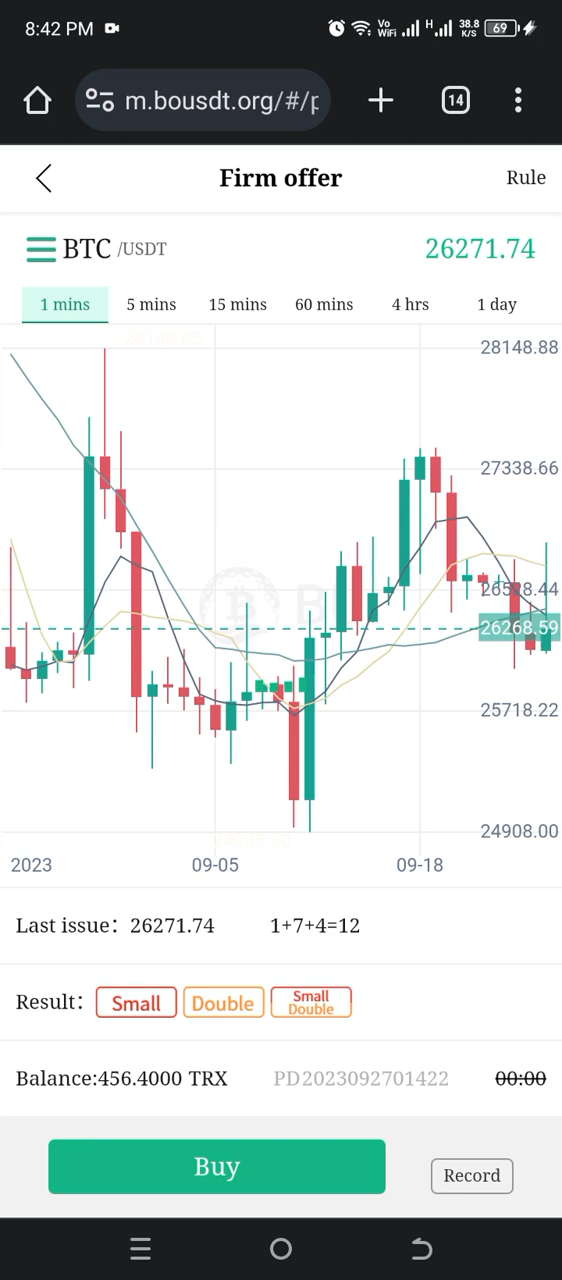 8:42 PM Vo WiFi H 38.8 K/S 69
m.bousdt.org/#/p 14
Firm offer Rule
BTC /USDT 26271.74
1 mins 5 mins 15 mins 60 mins 4 hrs 1 day
28148.88
27338.66
26528.44
26268.59
25718.22
24908.00
2023 09-05 09-18
Last issue: 26271.74 1+7+4=12
Result: Small Double Small Double
Balance:456.4000 TRX PD2023092701422 00:00
Buy Record